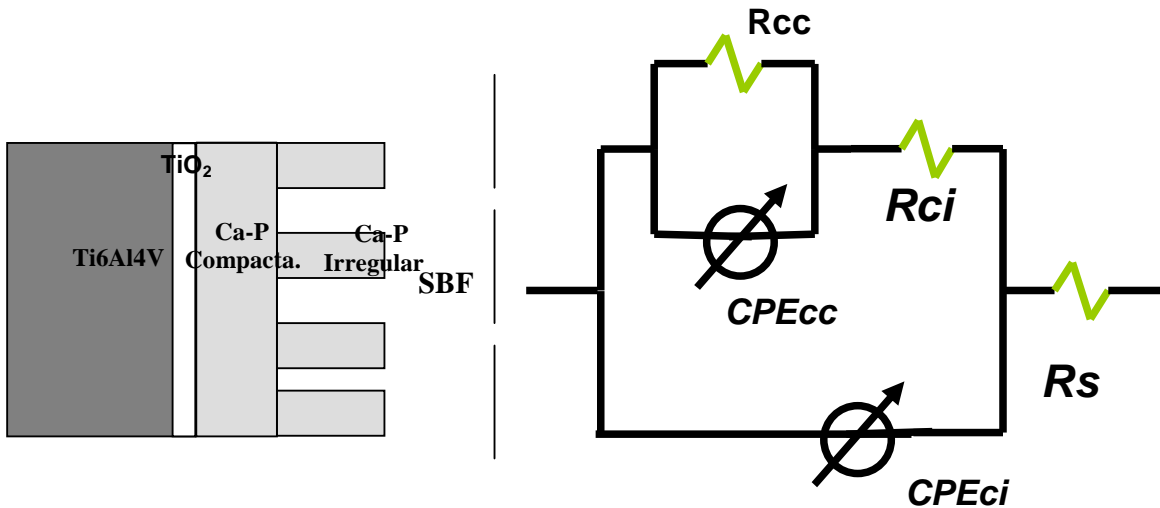 TiO2
Ti6Al4V
Ca-P
Compacta.
Ca-P
Irregular
SBF
Rcc
CPEcc
Rci
Rs
CPEci